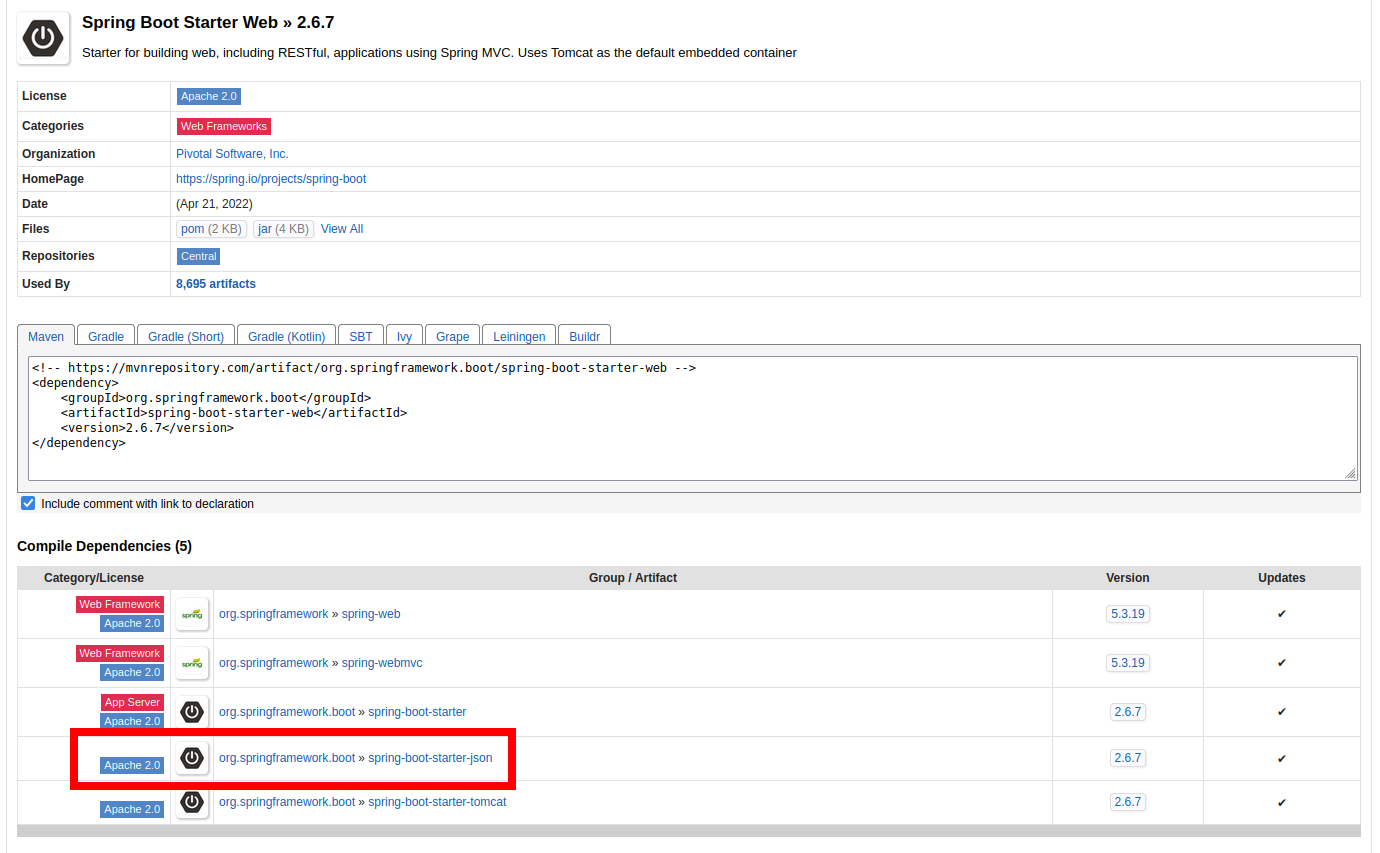 Spring Boot Starter Web » 2.6.7
Starter for building web, including RESTful, applications using Spring MVC. Uses Tomcat as the default embedded container
License Apache 2.0
Categories Web Frameworks
Organization Pivotal Software, Inc.
HomePage https://spring.io/projects/spring-boot
Date (Apr 21, 2022)
Files pom (2 KB) jar (4 KB) View All
Repositories Central
Used By 8,695 artifacts
Maven Gradle Gradle (Short) Gradle (Kotlin) SBT Ivy Grape Leiningen Buildr
<!-- https://mvnrepository.com/artifact/org.springframework.boot/spring-boot-starter-web -->
<dependency>
    <groupId>org.springframework.boot</groupId>
    <artifactId>spring-boot-starter-web</artifactId>
    <version>2.6.7</version>
</dependency>
Include comment with link to declaration
Compile Dependencies (5)
Category/License Group / Artifact Version Updates
Web Framework
Apache 2.0 spring org.springframework » spring-web 5.3.19 ✔
Web Framework
Apache 2.0 spring org.springframework » spring-webmvc 5.3.19 ✔
App Server
Apache 2.0 org.springframework.boot » spring-boot-starter 2.6.7 ✔
Apache 2.0 org.springframework.boot » spring-boot-starter-json 2.6.7 ✔
Apache 2.0 org.springframework.boot » spring-boot-starter-tomcat 2.6.7 ✔